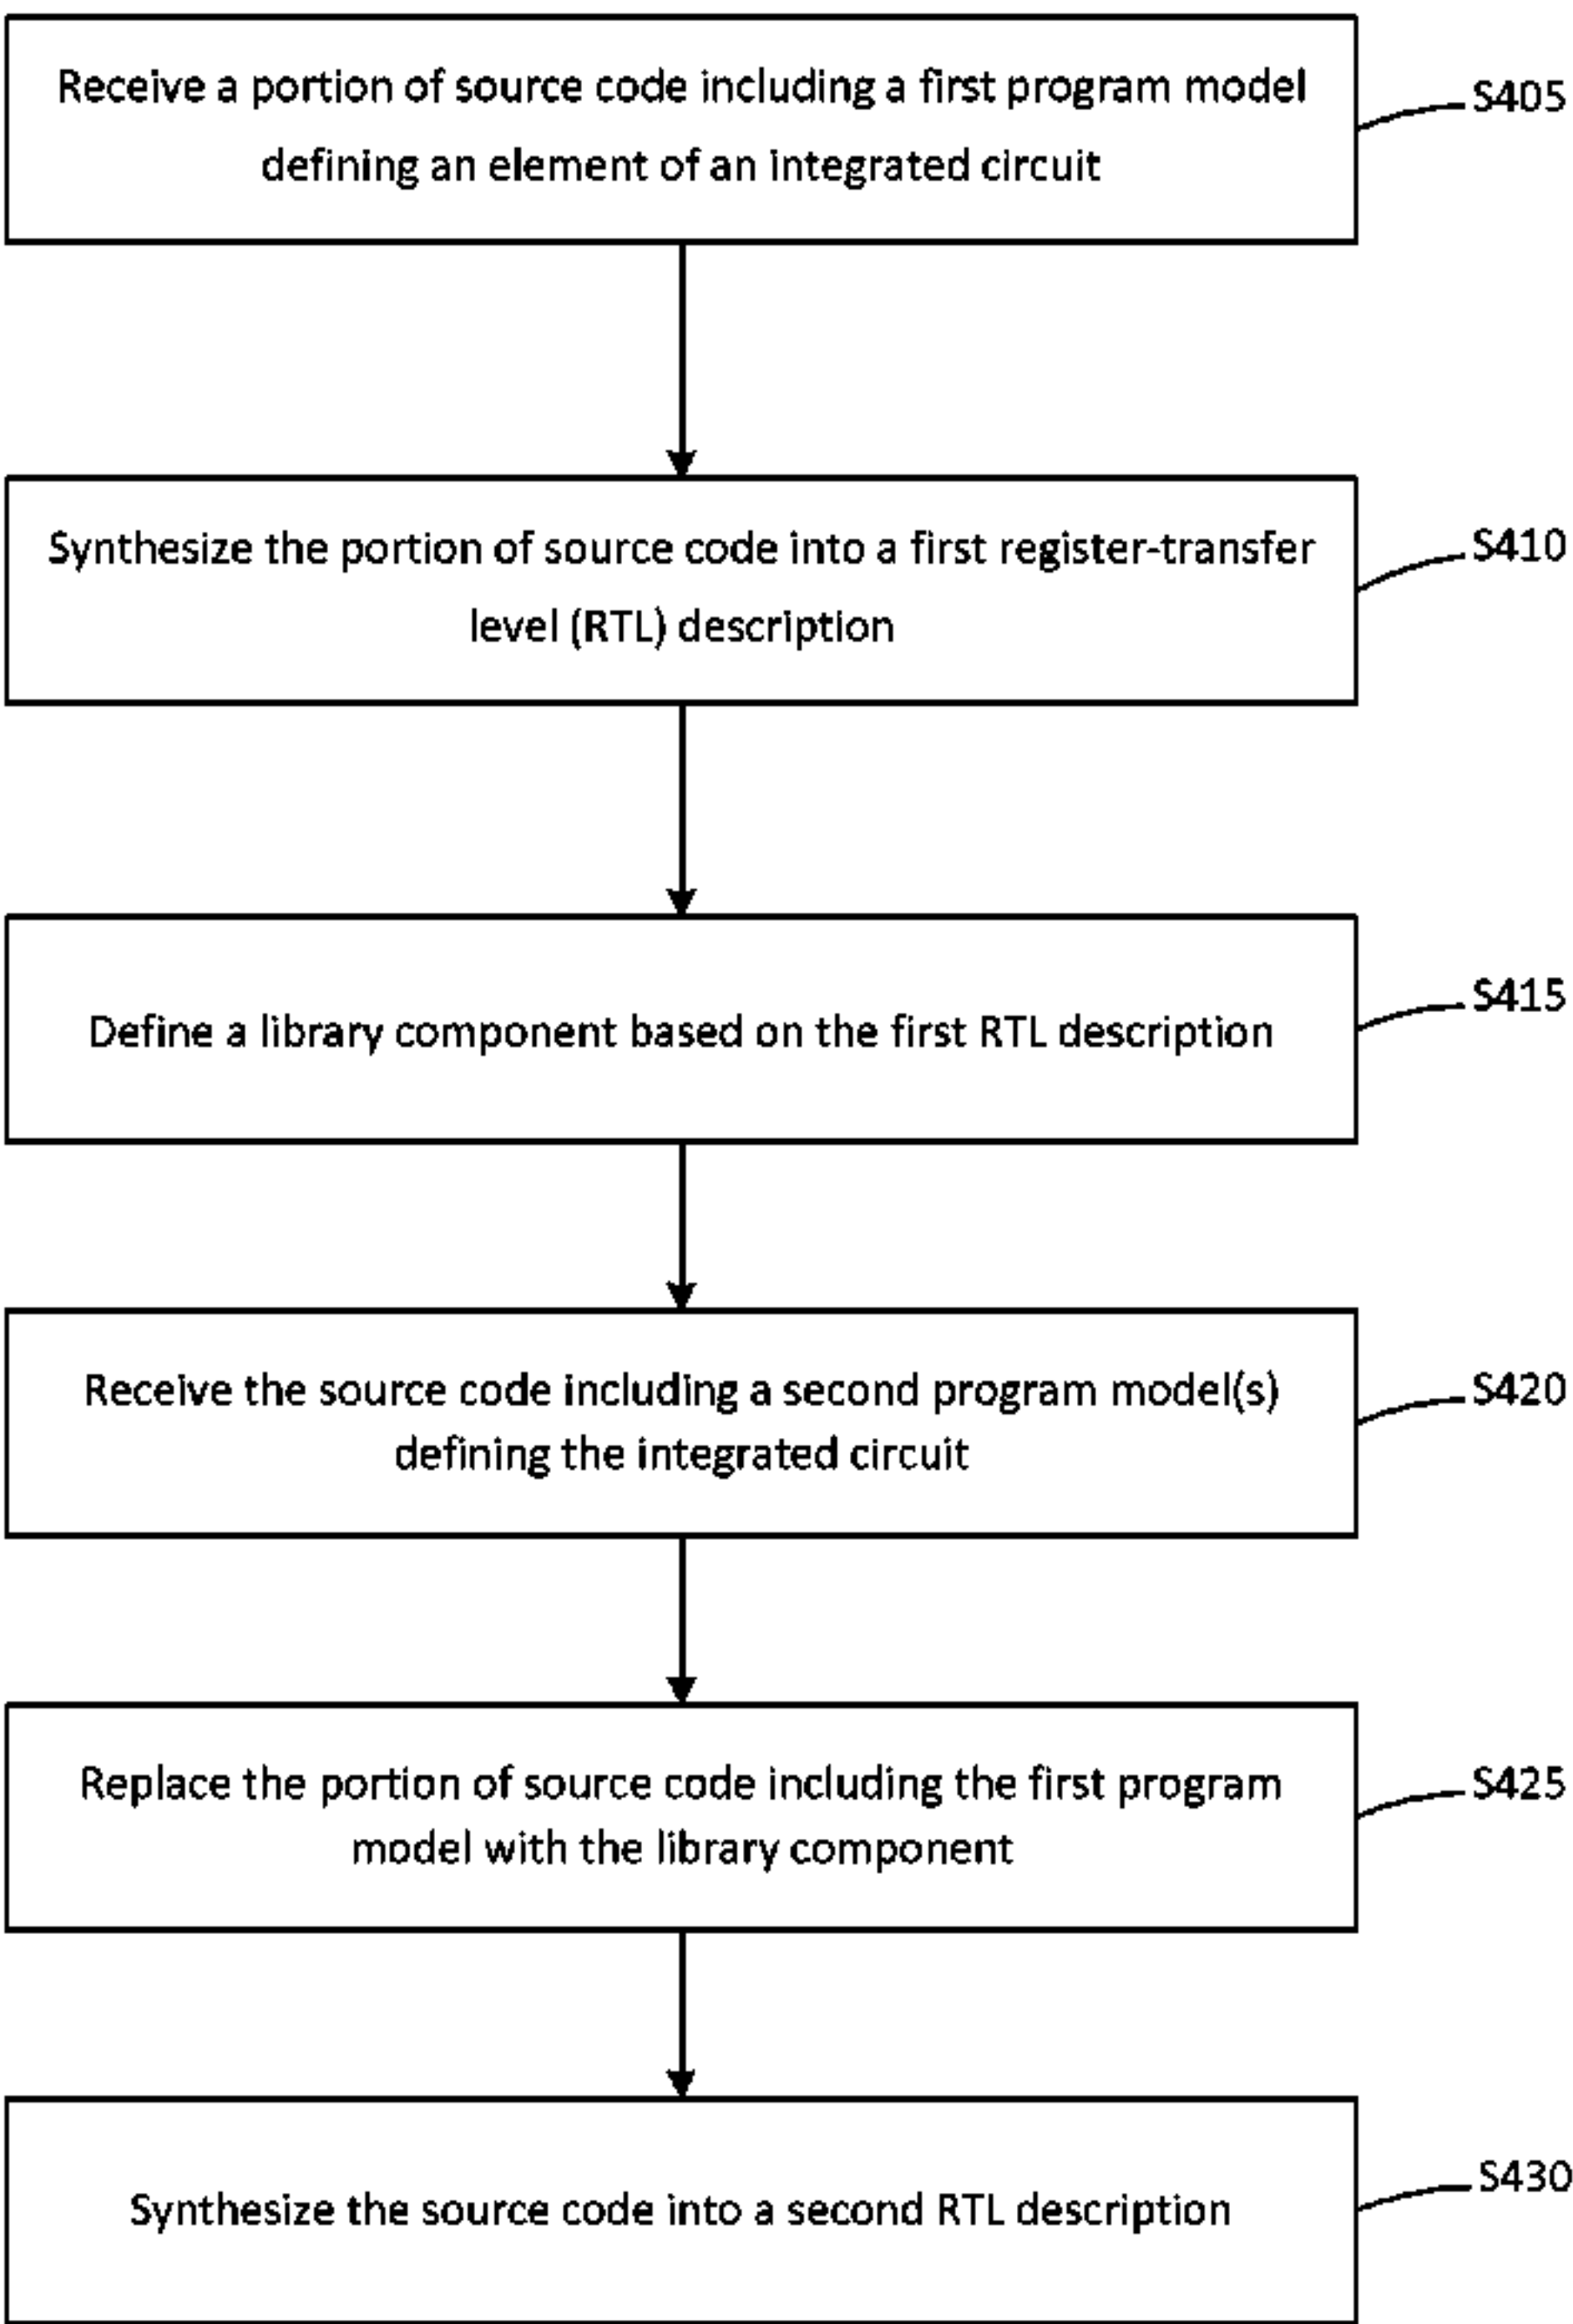 Receive a portion of source code including a first program model
defining an element of an integrated circuit
S405
Synthesize the portion of source code into a first register-transfer
level (RTL) description
S410
Define a library component based on the first RTL description
S415
Receive the source code including a second program model(s)
defining the integrated circuit
S420
Replace the portion of source code including the first program
model with the library component
S425
Synthesize the source code into a second RTL description
S430